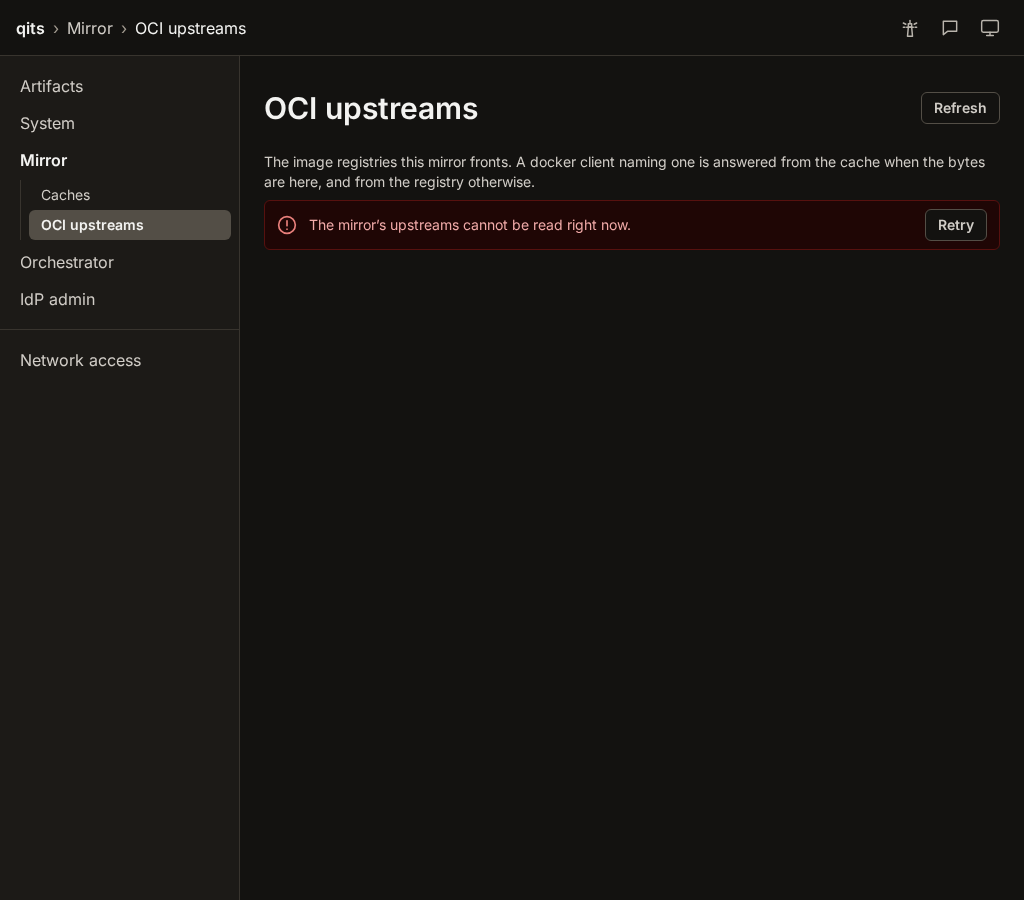 qits › Mirror › OCI upstreams
Artifacts
System
Mirror
Caches
OCI upstreams
Orchestrator
IdP admin
Network access
OCI upstreams
Refresh
The image registries this mirror fronts. A docker client naming one is answered from the cache when the bytes
are here, and from the registry otherwise.
The mirror’s upstreams cannot be read right now.
Retry